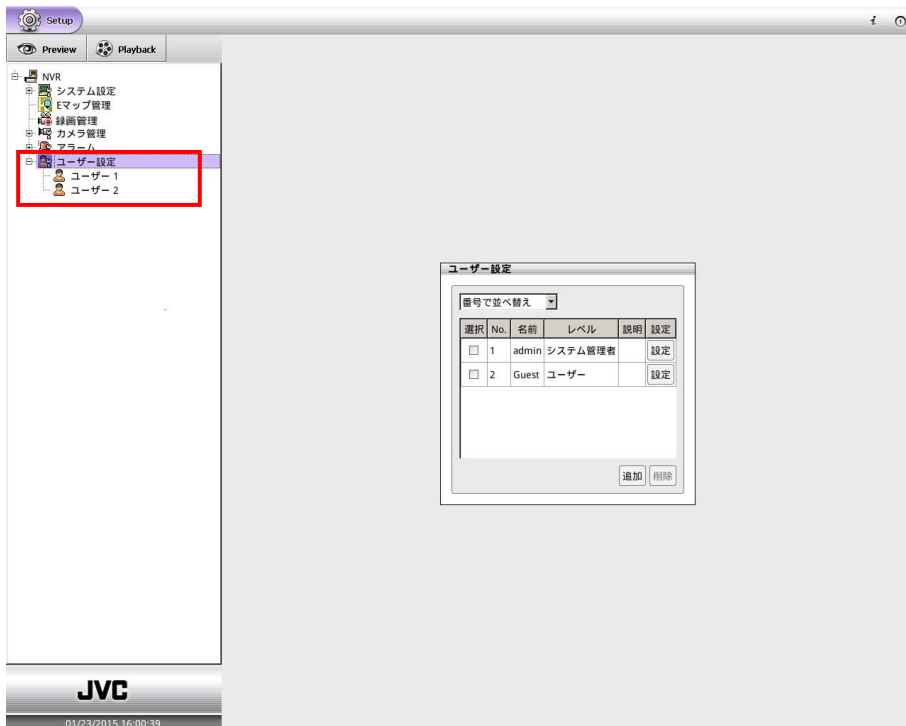 Setup
i
Preview Playback
NVR
システム設定
Eマップ管理
録画管理
カメラ管理
アラーム
ユーザー設定
ユーザー 1
ユーザー 2
ユーザー設定
番号で並べ替え
選択 No. 名前 レベル 説明 設定
1 admin システム管理者 設定
2 Guest ユーザー 設定
追加 削除
JVC
01/23/2015 16:00:39